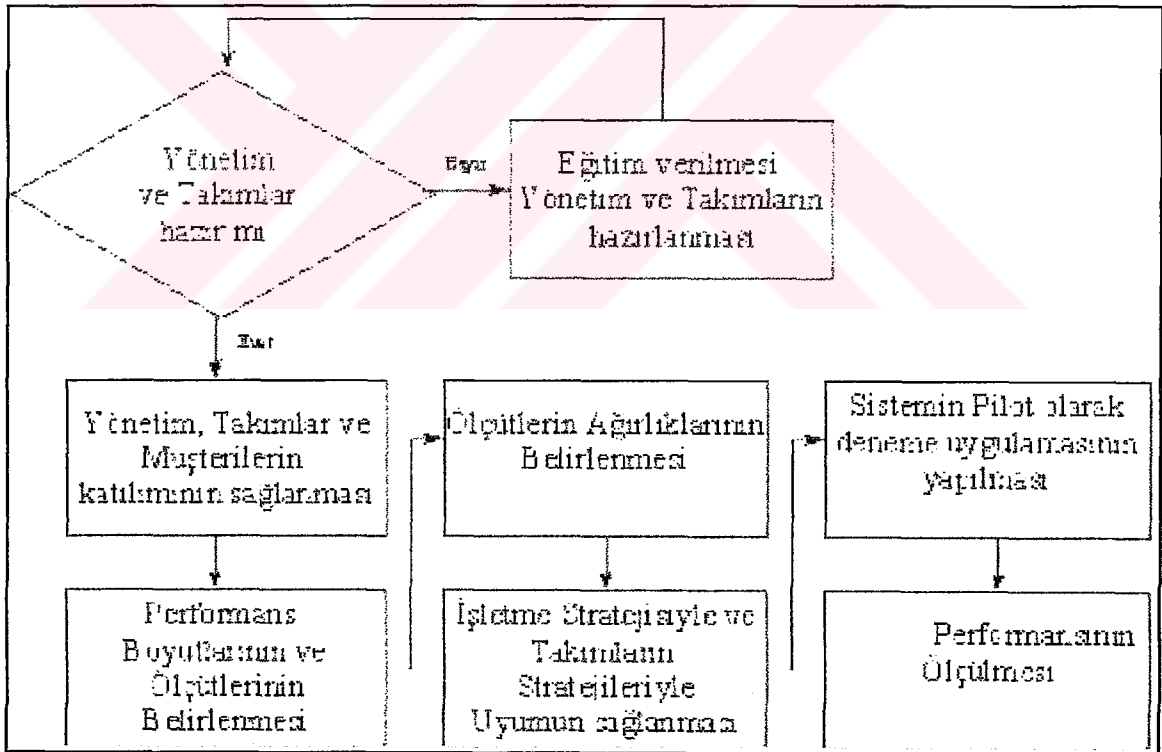 Yönetim
ve Takımlar
hazır mı
Hayır
Eğitim verilmesi
Yönetim ve Takımların
hazırlanması
Evet
Yönetim, Takımlar ve
Müşterilerin
katılımının sağlanması
Ölçütlerin Ağırlıklarının
Belirlenmesi
Sistemin Pilot olarak
deneme uygulamasının
yapılması
Performans
Boyutlarının ve
Ölçütlerinin
Belirlenmesi
İşletme Stratejisiyle ve
Takımların
Stratejileriyle
Uyumun sağlanması
Performansının
Ölçülmesi